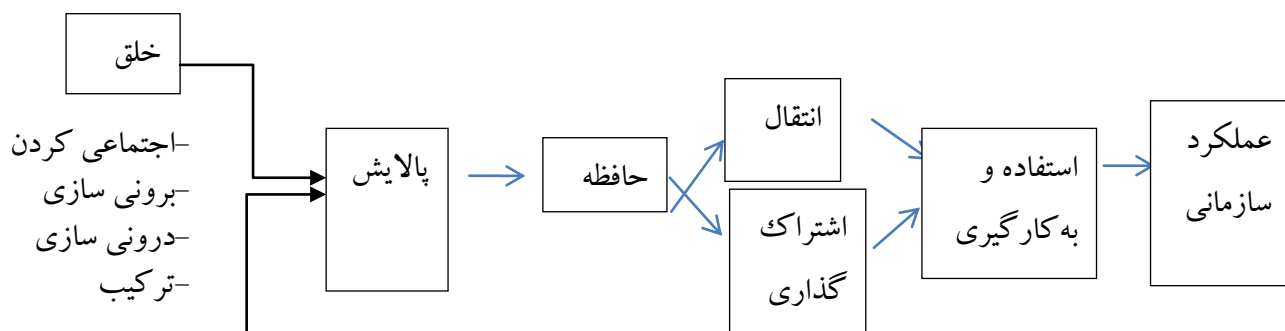 خلق
-اجتماعی کردن
-برونی سازی
-درونی سازی
-ترکیب
پالایش
حافظه
انتقال
اشتراک
گذاری
استفاده و
به‌کارگیری
عملکرد
سازمانی